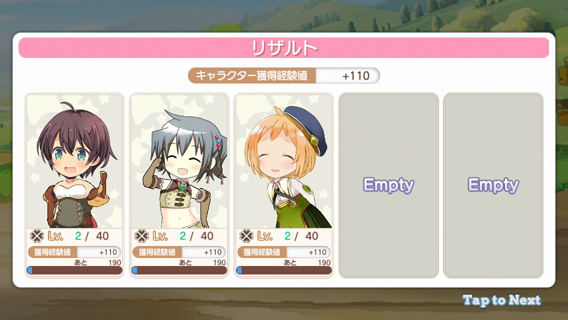 リザルト
キャラクター獲得経験値 +110
Lv. 2 / 40
獲得経験値 +110
あと 190
Lv. 2 / 40
獲得経験値 +110
あと 190
Lv. 2 / 40
獲得経験値 +110
あと 190
Empty
Empty
Tap to Next